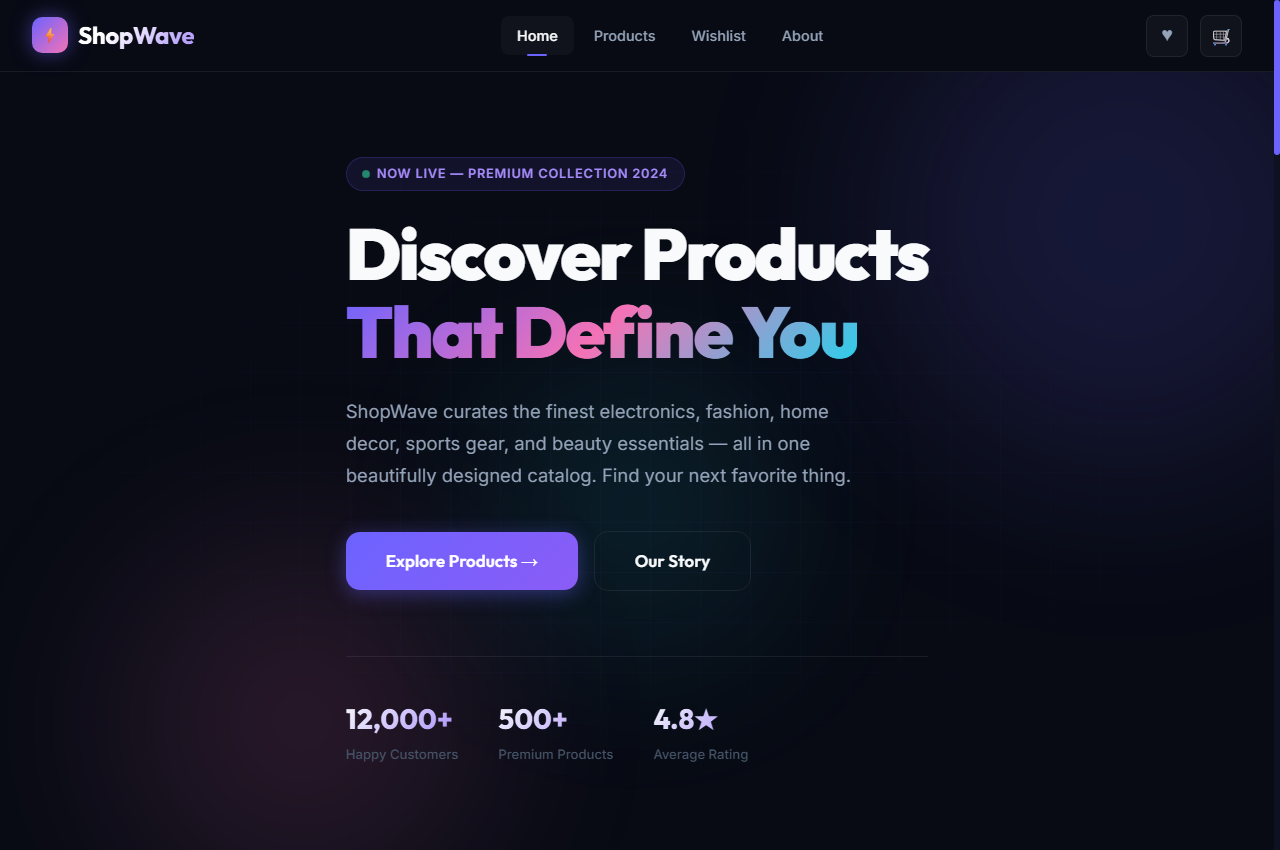 ShopWave
Home
Products
Wishlist
About
NOW LIVE — PREMIUM COLLECTION 2024
Discover Products
That Define You
ShopWave curates the finest electronics, fashion, home
decor, sports gear, and beauty essentials — all in one
beautifully designed catalog. Find your next favorite thing.
Explore Products →
Our Story
12,000+
Happy Customers
500+
Premium Products
4.8★
Average Rating